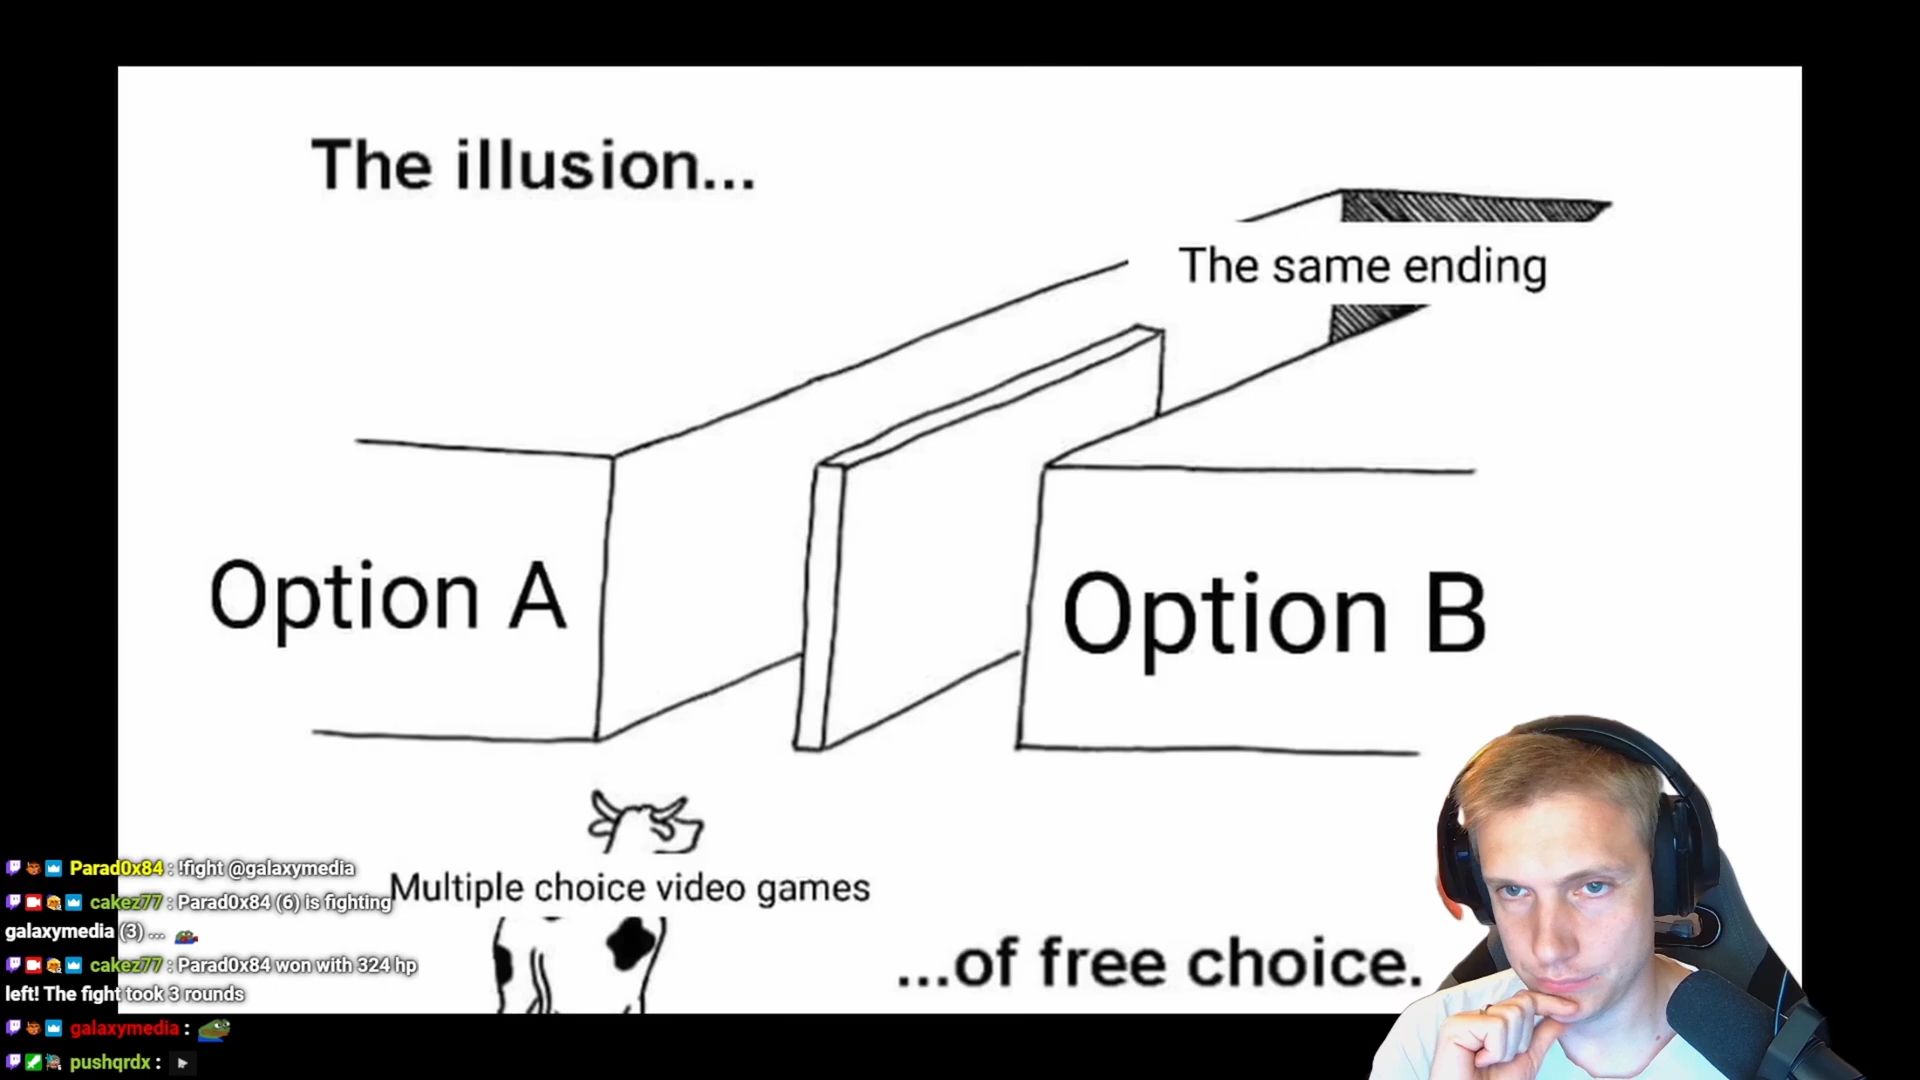 The illusion...
The same ending
Option A
Option B
Multiple choice video games
...of free choice.
Parad0x84 : !fight @galaxymedia
cakez77 : Parad0x84 (6) is fighting
galaxymedia (3) ...
cakez77 : Parad0x84 won with 324 hp
left! The fight took 3 rounds
galaxymedia :
pushqrdx :